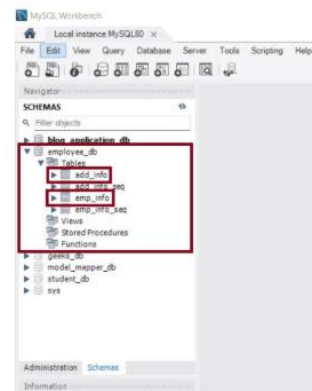 MySQL Workbench
Local instance MySQL80 ×
File Edit View Query Database Server Tools Scripting Help
Navigator
SCHEMAS
Filter objects
blog_application_db
employee_db
Tables
add_info
add_info_seq
emp_info
emp_info_seq
Views
Stored Procedures
Functions
geeks_db
model_mapper_db
student_db
sys
Administration Schemas
Information